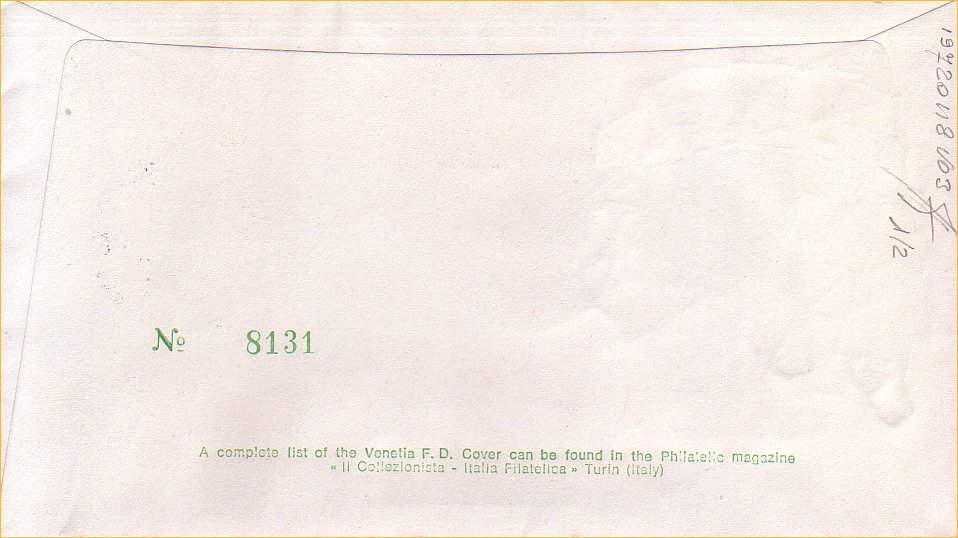 № 8131
A complete list of the Venetia F. D. Cover can be found in the Philatelic magazine
« Il Collezionista - Italia Filatelica » Turin (Italy)
1/2